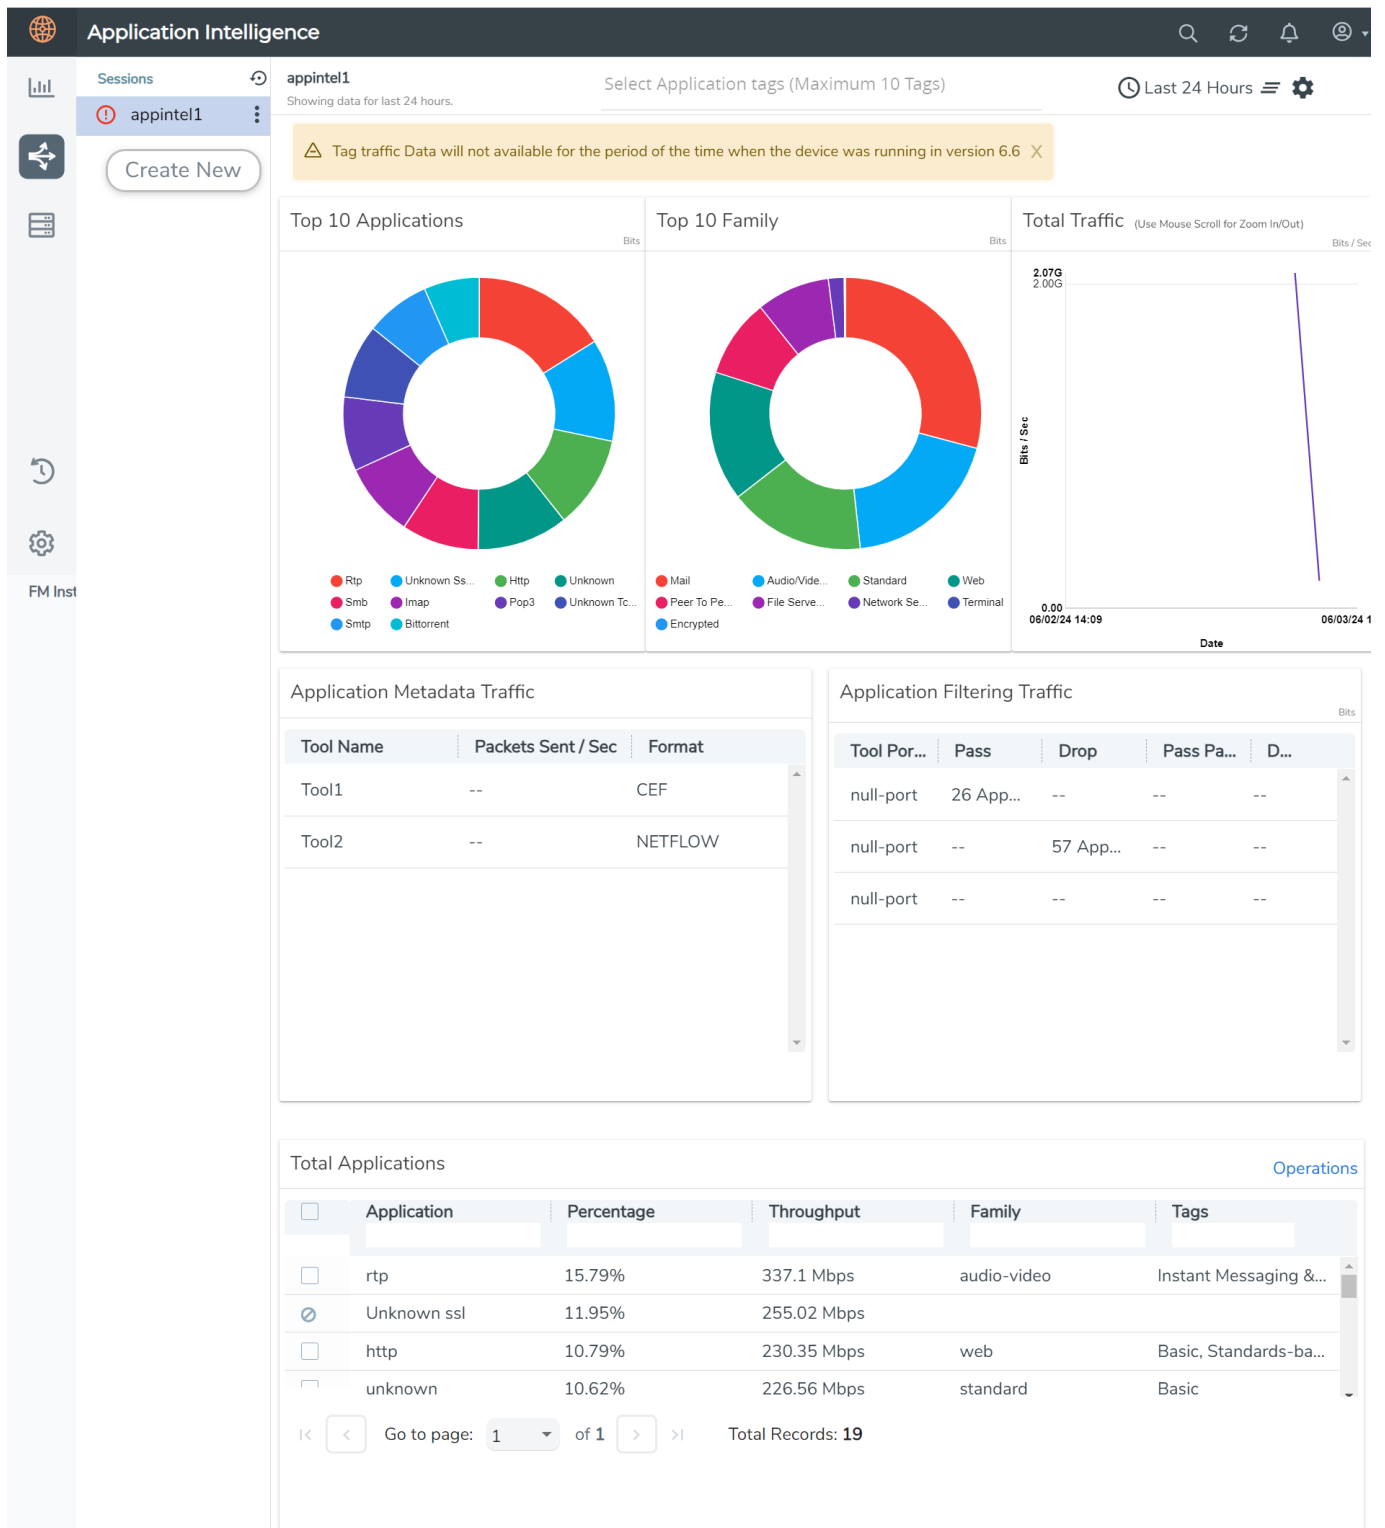 Application Intelligence
Sessions
appintel1
Create New
FM Inst
appintel1
Showing data for last 24 hours.
Select Application tags (Maximum 10 Tags)
Last 24 Hours
Tag traffic Data will not available for the period of the time when the device was running in version 6.6 X
Top 10 Applications
Bits
Rtp Unknown Ss... Http Unknown
Smb Imap Pop3 Unknown Tc...
Smtp Bittorrent
Top 10 Family
Bits
Mail Audio/Vide... Standard Web
Peer To Pe... File Serve... Network Se... Terminal
Encrypted
Total Traffic (Use Mouse Scroll for Zoom In/Out)
Bits / Sec
2.07G
2.00G
Bits / Sec
0.00
06/02/24 14:09 06/03/24 1
Date
Application Metadata Traffic
Tool Name Packets Sent / Sec Format
Tool1 -- CEF
Tool2 -- NETFLOW
Application Filtering Traffic
Bits
Tool Por... Pass Drop Pass Pa... D...
null-port 26 App... -- -- --
null-port -- 57 App... -- --
null-port -- -- -- --
Total Applications
Operations
Application Percentage Throughput Family Tags
rtp 15.79% 337.1 Mbps audio-video Instant Messaging &...
Unknown ssl 11.95% 255.02 Mbps
http 10.79% 230.35 Mbps web Basic, Standards-ba...
unknown 10.62% 226.56 Mbps standard Basic
Go to page: 1 of 1 Total Records: 19